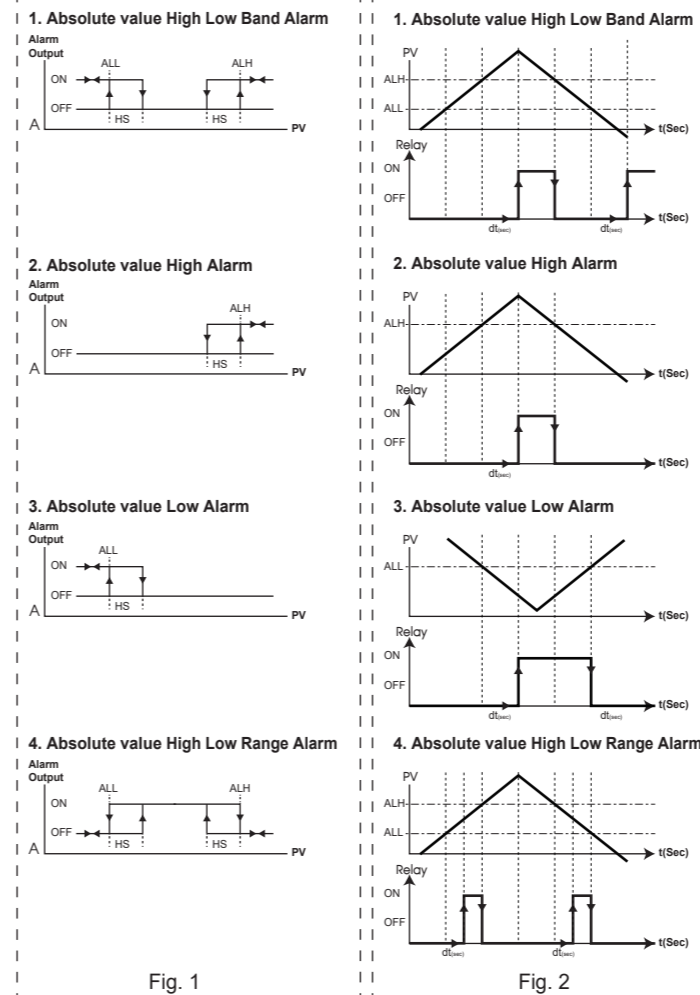 1. Absolute value High Low Band Alarm
Alarm
Output
ALL
ALH
ON
OFF
HS
HS
A
PV
2. Absolute value High Alarm
Alarm
Output
ALH
ON
OFF
HS
A
PV
3. Absolute value Low Alarm
Alarm
Output
ALL
ON
OFF
HS
A
PV
4. Absolute value High Low Range Alarm
Alarm
Output
ALL
ALH
ON
OFF
HS
HS
A
PV
Fig. 1
1. Absolute value High Low Band Alarm
PV
ALH
ALL
t(Sec)
Relay
ON
OFF
t(Sec)
dt(sec)
dt(sec)
2. Absolute value High Alarm
PV
ALH
t(Sec)
Relay
ON
OFF
t(Sec)
dt(sec)
3. Absolute value Low Alarm
PV
ALL
t(Sec)
Relay
ON
OFF
t(Sec)
dt(sec)
dt(sec)
4. Absolute value High Low Range Alarm
PV
ALH
ALL
t(Sec)
Relay
ON
OFF
t(Sec)
dt(sec)
dt(sec)
Fig. 2